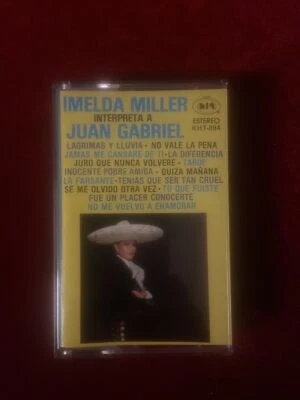 IMELDA MILLER
INTERPRETA A
JUAN GABRIEL
ESTEREO
LAGRIMAS Y LLUVIA - NO VALE LA PENA
JAMAS ME CANSARE DE TI - LA DIFERENCIA
JURO QUE NUNCA VOLVERE - TARDE
INOCENTE POBRE AMIGA - QUIZA MAÑANA
LA FARSANTE - TENIAS QUE SER TAN CRUEL
SE ME OLVIDO OTRA VEZ - TU QUE FUISTE
FUE UN PLACER CONOCERTE
NO ME VUELVO A ENAMORAR